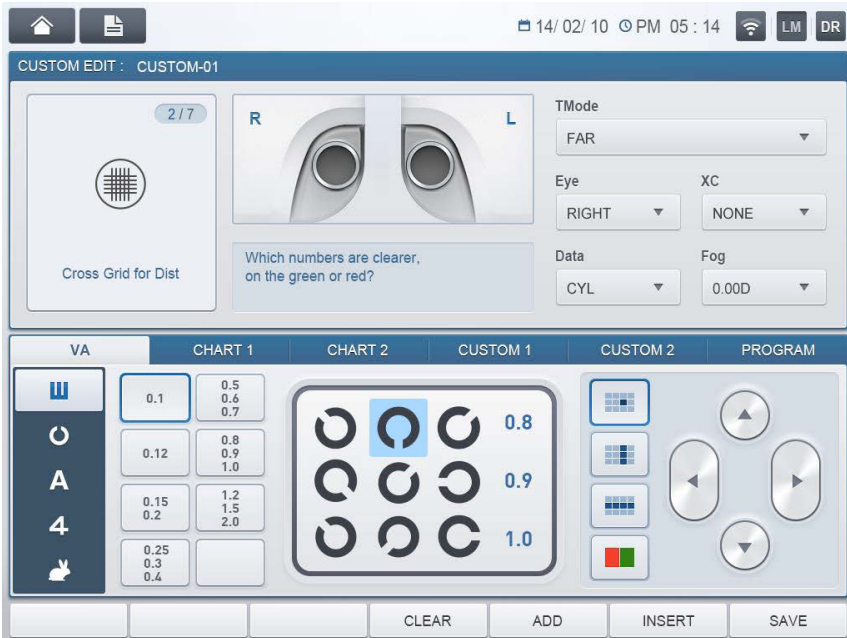 14/ 02/ 10 PM 05 : 14 LM DR
CUSTOM EDIT : CUSTOM-01
2 / 7
Cross Grid for Dist
R L
Which numbers are clearer,
on the green or red?
TMode
FAR
Eye XC
RIGHT NONE
Data Fog
CYL 0.00D
VA CHART 1 CHART 2 CUSTOM 1 CUSTOM 2 PROGRAM
A
4
0.1
0.12
0.15
0.2
0.25
0.3
0.4
0.5
0.6
0.7
0.8
0.9
1.0
1.2
1.5
2.0
0.8
0.9
1.0
CLEAR ADD INSERT SAVE